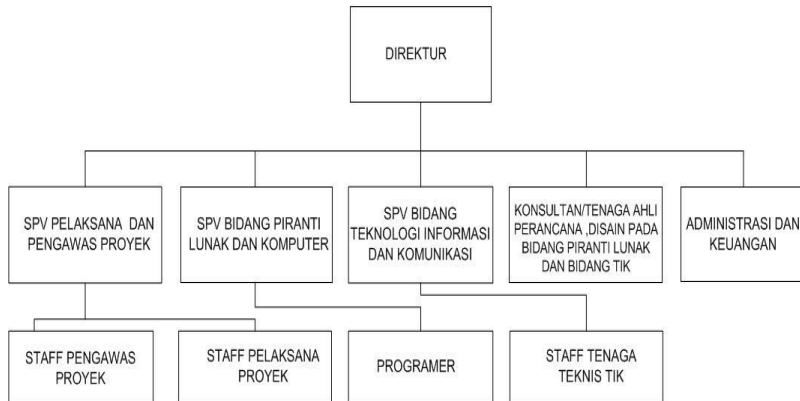 DIREKTUR
SPV PELAKSANA DAN
PENGAWAS PROYEK
SPV BIDANG PIRANTI
LUNAK DAN KOMPUTER
SPV BIDANG
TEKNOLOGI INFORMASI
DAN KOMUNIKASI
KONSULTAN/TENAGA AHLI
PERANCANA ,DISAIN PADA
BIDANG PIRANTI LUNAK
DAN BIDANG TIK
ADMINISTRASI DAN
KEUANGAN
STAFF PENGAWAS
PROYEK
STAFF PELAKSANA
PROYEK
PROGRAMER
STAFF TENAGA
TEKNIS TIK